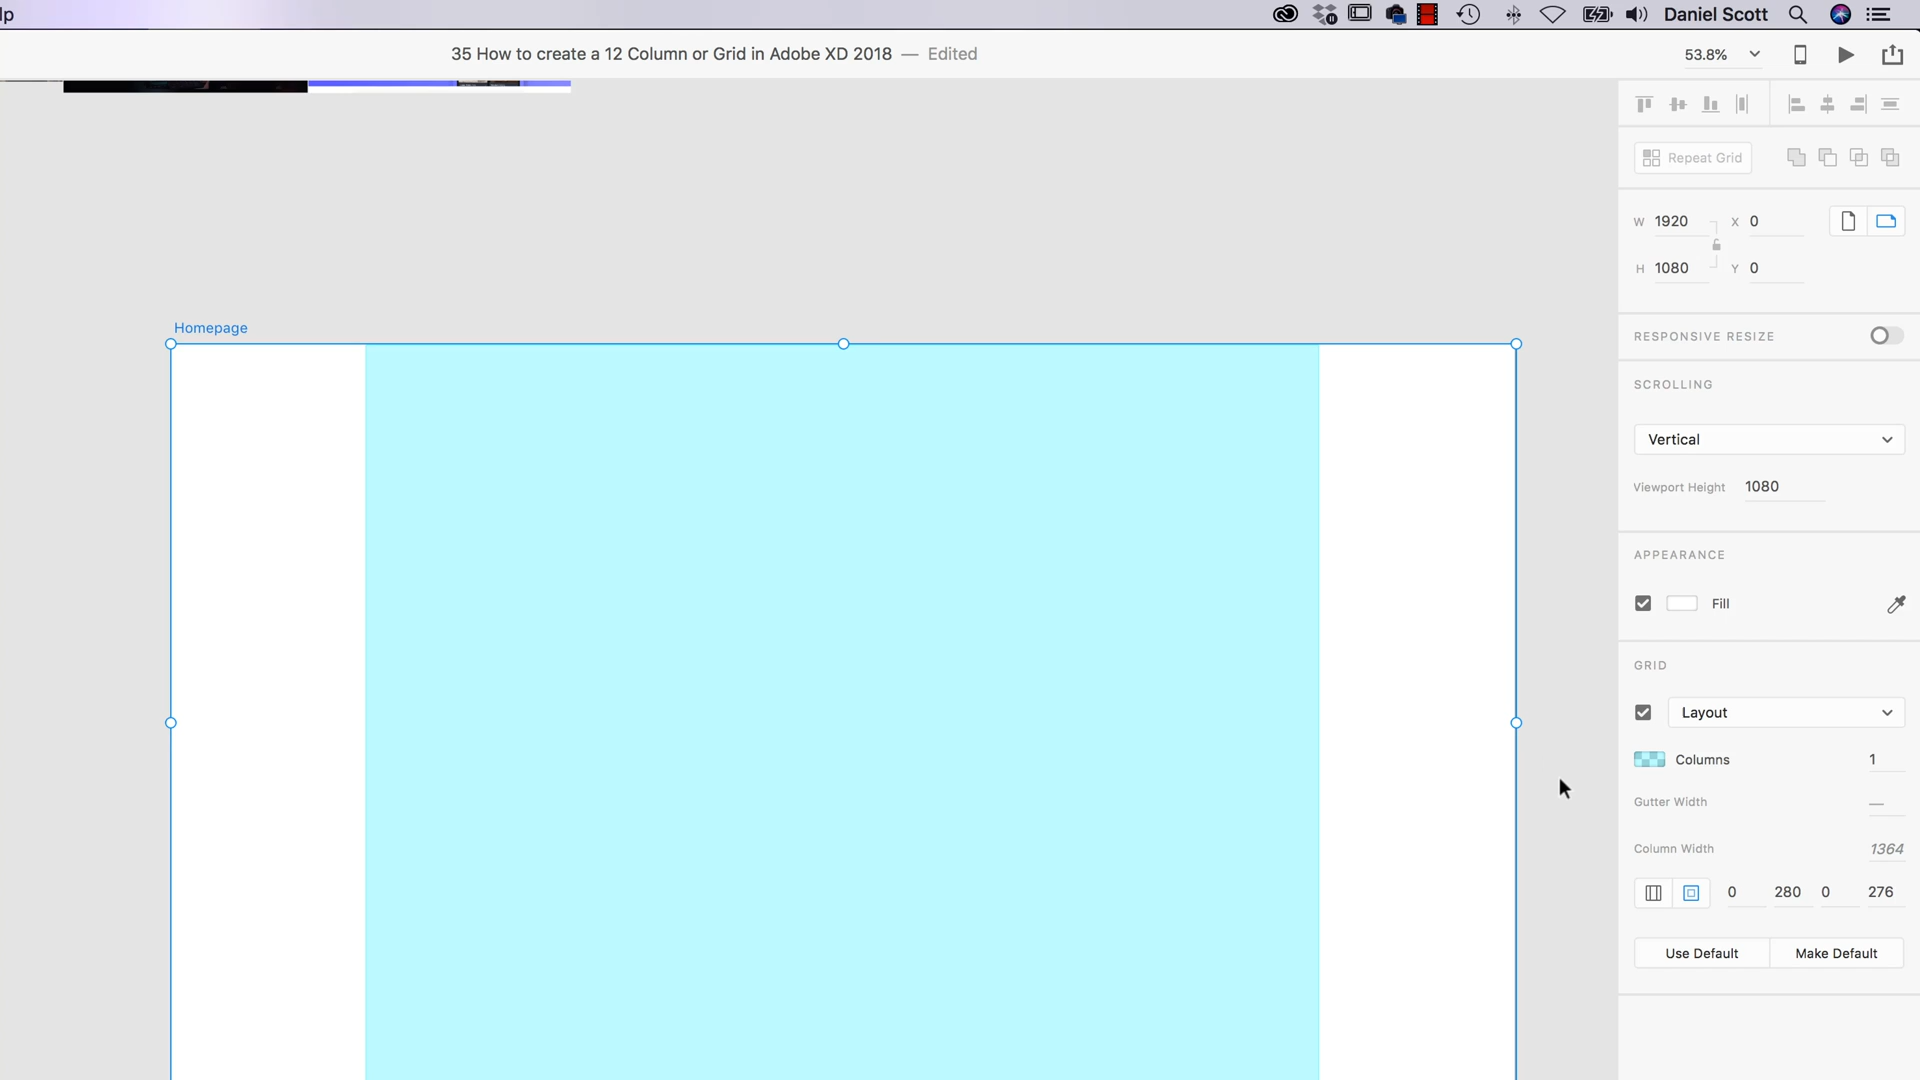 lp
Daniel Scott
35 How to create a 12 Column or Grid in Adobe XD 2018 — Edited
53.8%
Repeat Grid
W 1920 X 0
H 1080 Y 0
Homepage
RESPONSIVE RESIZE
SCROLLING
Vertical
Viewport Height 1080
APPEARANCE
Fill
GRID
Layout
Columns 1
Gutter Width —
Column Width 1364
0 280 0 276
Use Default Make Default